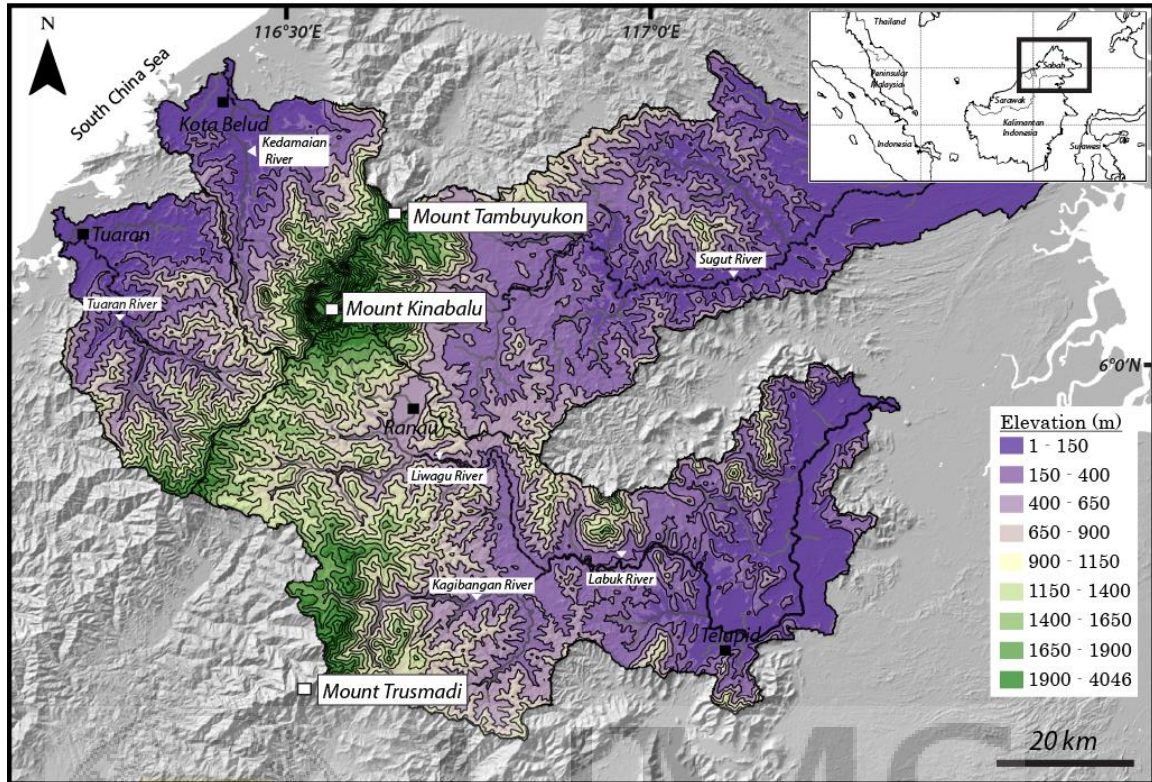 N
116°30'E
117°0'E
South China Sea
Thailand
Peninsular
Malaysia
Sabah
Sarawak
Kalimantan
Indonesia
Indonesia
Sulawesi
Kota Belud
Kedamaian
River
Mount Tambuyukon
Tuaran
Sugut River
Tuaran River
Mount Kinabalu
6°0'N
Ranau
Liwagu River
Elevation (m)
1 - 150
150 - 400
400 - 650
650 - 900
900 - 1150
1150 - 1400
1400 - 1650
1650 - 1900
1900 - 4046
Kagibangan River
Labuk River
Telupid
Mount Trusmadi
20 km